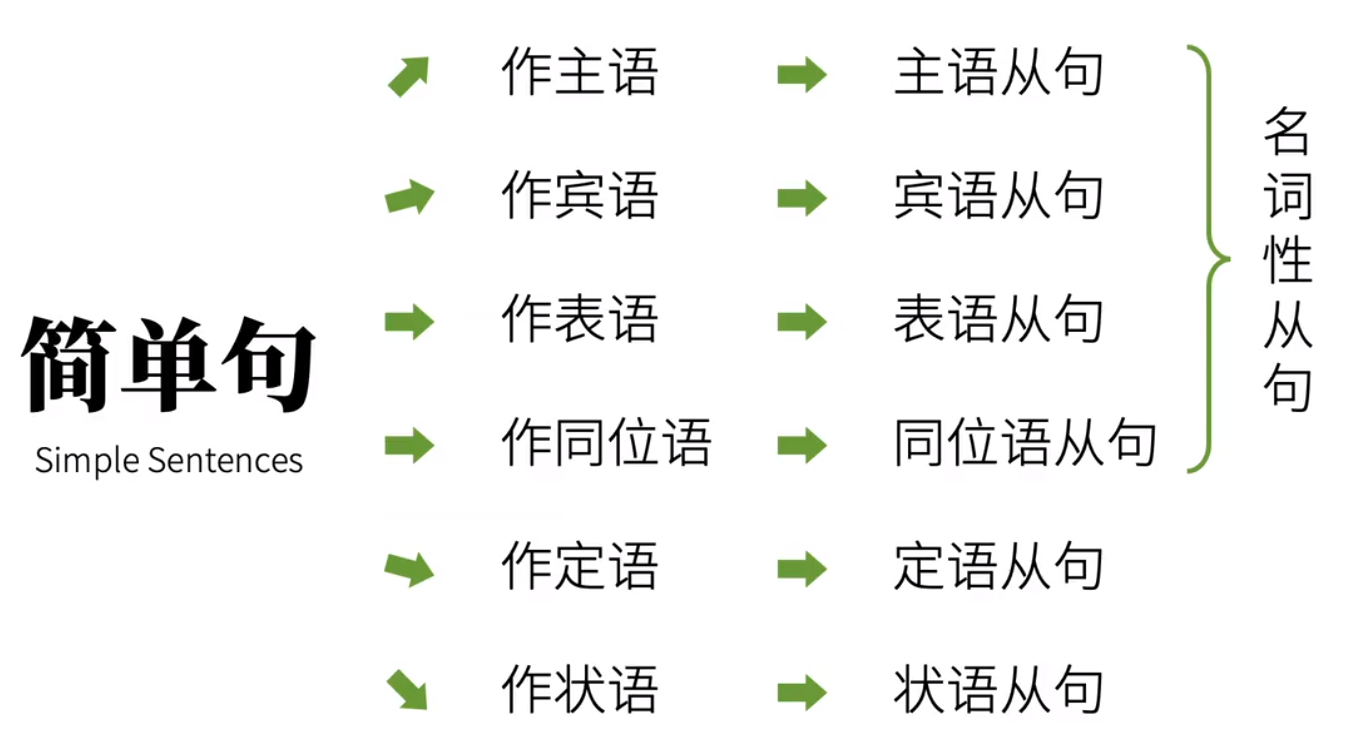 作主语 主语从句
作宾语 宾语从句
作表语 表语从句
作同位语 同位语从句
作定语 定语从句
作状语 状语从句
简单句
Simple Sentences
名词性从句